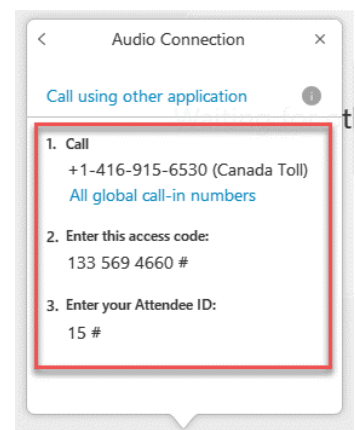 Audio Connection
Call using other application
1. Call
+1-416-915-6530 (Canada Toll)
All global call-in numbers
2. Enter this access code:
133 569 4660 #
3. Enter your Attendee ID:
15 #